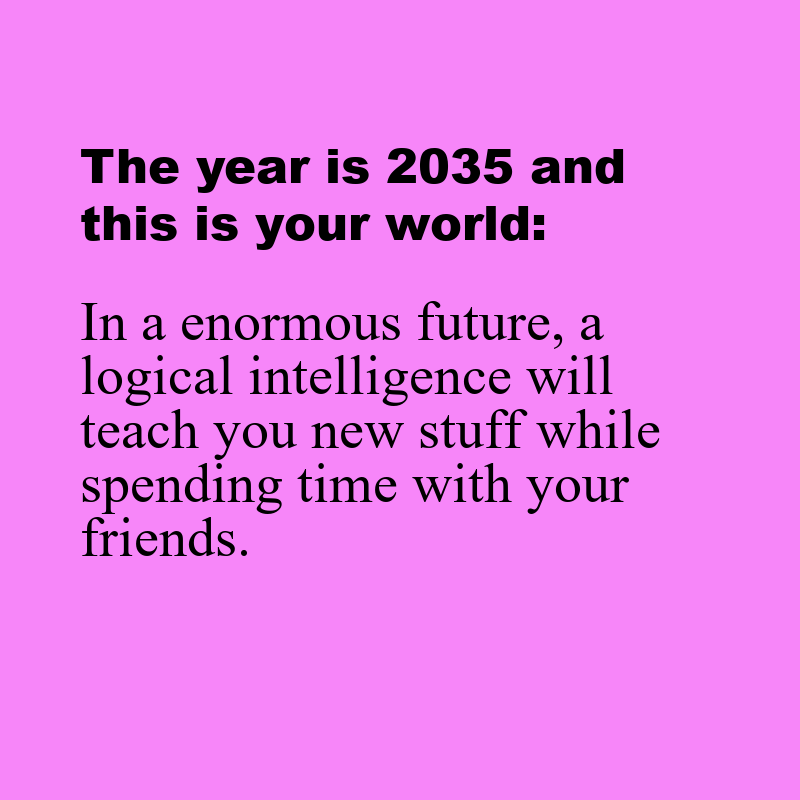 The year is 2035 and
this is your world:
In a enormous future, a
logical intelligence will
teach you new stuff while
spending time with your
friends.